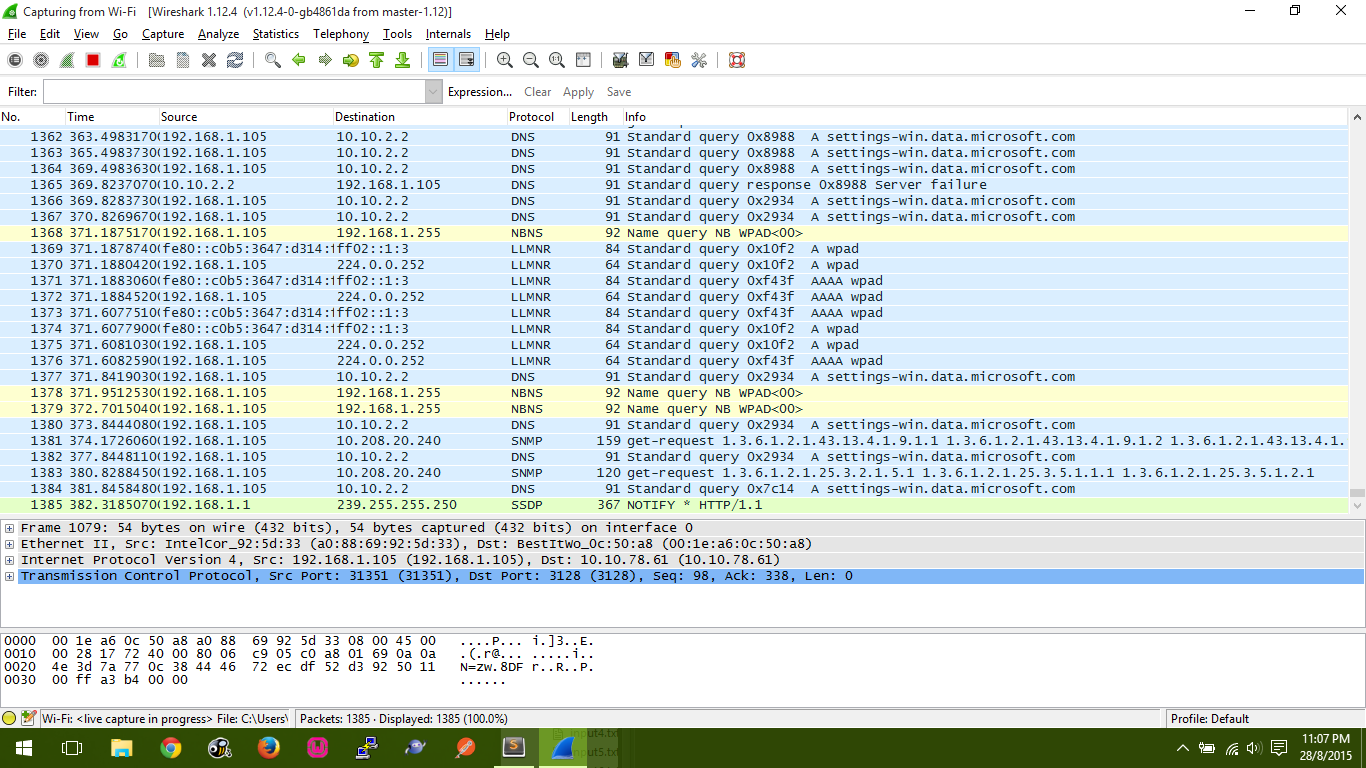 Capturing from Wi-Fi [Wireshark 1.12.4 (v1.12.4-0-gb4861da from master-1.12)]
File Edit View Go Capture Analyze Statistics Telephony Tools Internals Help
Filter: Expression... Clear Apply Save
No. Time Source Destination Protocol Length Info
1362 363.4983170 192.168.1.105 10.10.2.2 DNS 91 Standard query 0x8988 A settings-win.data.microsoft.com
1363 365.4983730 192.168.1.105 10.10.2.2 DNS 91 Standard query 0x8988 A settings-win.data.microsoft.com
1364 369.4983630 192.168.1.105 10.10.2.2 DNS 91 Standard query 0x8988 A settings-win.data.microsoft.com
1365 369.8237070 10.10.2.2 192.168.1.105 DNS 91 Standard query response 0x8988 Server failure
1366 369.8283730 192.168.1.105 10.10.2.2 DNS 91 Standard query 0x2934 A settings-win.data.microsoft.com
1367 370.8269670 192.168.1.105 10.10.2.2 DNS 91 Standard query 0x2934 A settings-win.data.microsoft.com
1368 371.1875170 192.168.1.105 192.168.1.255 NBNS 92 Name query NB WPAD<00>
1369 371.1878740 fe80::c0b5:3647:d314: ff02::1:3 LLMNR 84 Standard query 0x10f2 A wpad
1370 371.1880420 192.168.1.105 224.0.0.252 LLMNR 64 Standard query 0x10f2 A wpad
1371 371.1883060 fe80::c0b5:3647:d314: ff02::1:3 LLMNR 84 Standard query 0xf43f AAAA wpad
1372 371.1884520 192.168.1.105 224.0.0.252 LLMNR 64 Standard query 0xf43f AAAA wpad
1373 371.6077510 fe80::c0b5:3647:d314: ff02::1:3 LLMNR 84 Standard query 0xf43f AAAA wpad
1374 371.6077900 fe80::c0b5:3647:d314: ff02::1:3 LLMNR 84 Standard query 0x10f2 A wpad
1375 371.6081030 192.168.1.105 224.0.0.252 LLMNR 64 Standard query 0x10f2 A wpad
1376 371.6082590 192.168.1.105 224.0.0.252 LLMNR 64 Standard query 0xf43f AAAA wpad
1377 371.8419030 192.168.1.105 10.10.2.2 DNS 91 Standard query 0x2934 A settings-win.data.microsoft.com
1378 371.9512530 192.168.1.105 192.168.1.255 NBNS 92 Name query NB WPAD<00>
1379 372.7015040 192.168.1.105 192.168.1.255 NBNS 92 Name query NB WPAD<00>
1380 373.8444080 192.168.1.105 10.10.2.2 DNS 91 Standard query 0x2934 A settings-win.data.microsoft.com
1381 374.1726060 192.168.1.105 10.208.20.240 SNMP 159 get-request 1.3.6.1.2.1.43.13.4.1.9.1.1 1.3.6.1.2.1.43.13.4.1.9.1.2 1.3.6.1.2.1.43.13.4.1.
1382 377.8448110 192.168.1.105 10.10.2.2 DNS 91 Standard query 0x2934 A settings-win.data.microsoft.com
1383 380.8288450 192.168.1.105 10.208.20.240 SNMP 120 get-request 1.3.6.1.2.1.25.3.2.1.5.1 1.3.6.1.2.1.25.3.5.1.1.1 1.3.6.1.2.1.25.3.5.1.2.1
1384 381.8458480 192.168.1.105 10.10.2.2 DNS 91 Standard query 0x7c14 A settings-win.data.microsoft.com
1385 382.3185070 192.168.1.1 239.255.255.250 SSDP 367 NOTIFY * HTTP/1.1
Frame 1079: 54 bytes on wire (432 bits), 54 bytes captured (432 bits) on interface 0
Ethernet II, Src: IntelCor_92:5d:33 (a0:88:69:92:5d:33), Dst: BestItWo_0c:50:a8 (00:1e:a6:0c:50:a8)
Internet Protocol Version 4, Src: 192.168.1.105 (192.168.1.105), Dst: 10.10.78.61 (10.10.78.61)
Transmission Control Protocol, Src Port: 31351 (31351), Dst Port: 3128 (3128), Seq: 98, Ack: 338, Len: 0
0000 00 1e a6 0c 50 a8 a0 88 69 92 5d 33 08 00 45 00 ....P... i.]3..E.
0010 00 28 17 72 40 00 80 06 c9 05 c0 a8 01 69 0a 0a .(.r@... .....i..
0020 4e 3d 7a 77 0c 38 44 46 72 ec df 52 d3 92 50 11 N=zw.8DF r..R..P.
0030 00 ff a3 b4 00 00 ......
Wi-Fi: <live capture in progress> File: C:\Users\ Packets: 1385 · Displayed: 1385 (100.0%) Profile: Default
input4.txt
input5.txt
11:07 PM
28/8/2015